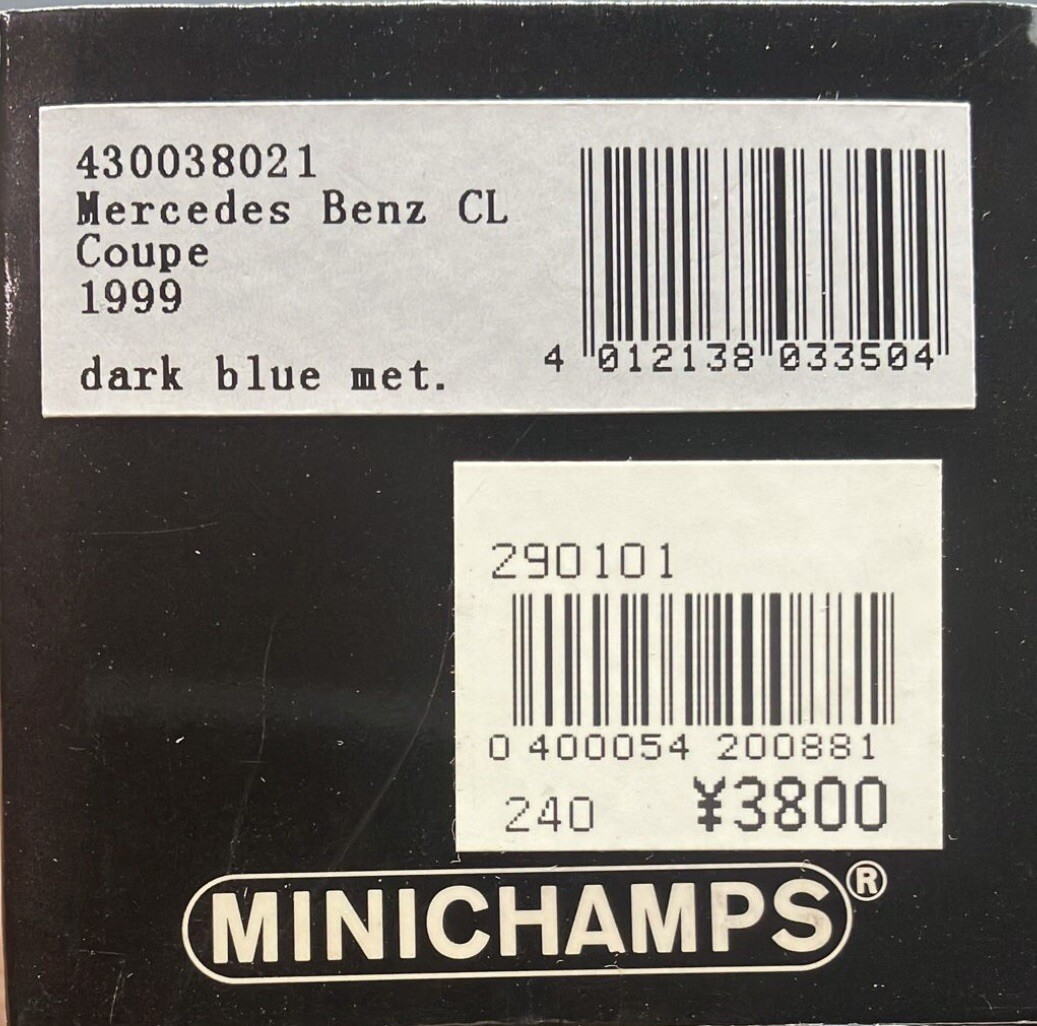 430038021
Mercedes Benz CL
Coupe
1999
dark blue met.
4 012138 033504
290101
0 400054 200881
240 ¥3800
MINICHAMPS®